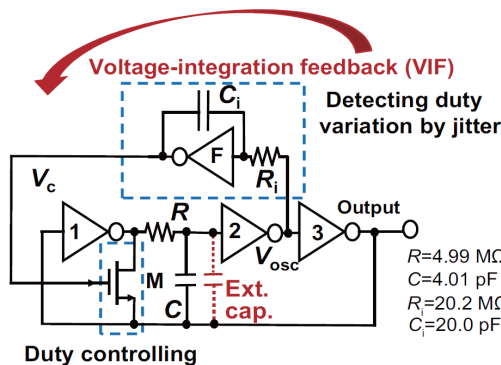 Voltage-integration feedback (VIF)
Ci
Detecting duty
variation by jitter
F
Ri
Vc
Output
1
R
2
3
Vosc
M
C
Ext.
cap.
R=4.99 MΩ
C=4.01 pF
Ri=20.2 MΩ
Ci=20.0 pF
Duty controlling